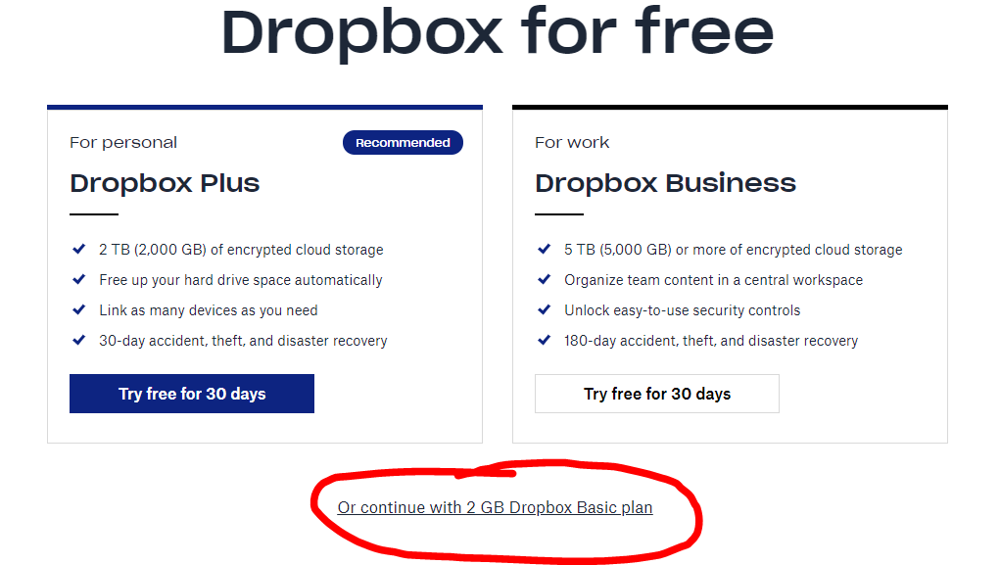 Dropbox for free
For personal
Recommended
Dropbox Plus
2 TB (2,000 GB) of encrypted cloud storage
Free up your hard drive space automatically
Link as many devices as you need
30-day accident, theft, and disaster recovery
Try free for 30 days
For work
Dropbox Business
5 TB (5,000 GB) or more of encrypted cloud storage
Organize team content in a central workspace
Unlock easy-to-use security controls
180-day accident, theft, and disaster recovery
Try free for 30 days
Or continue with 2 GB Dropbox Basic plan